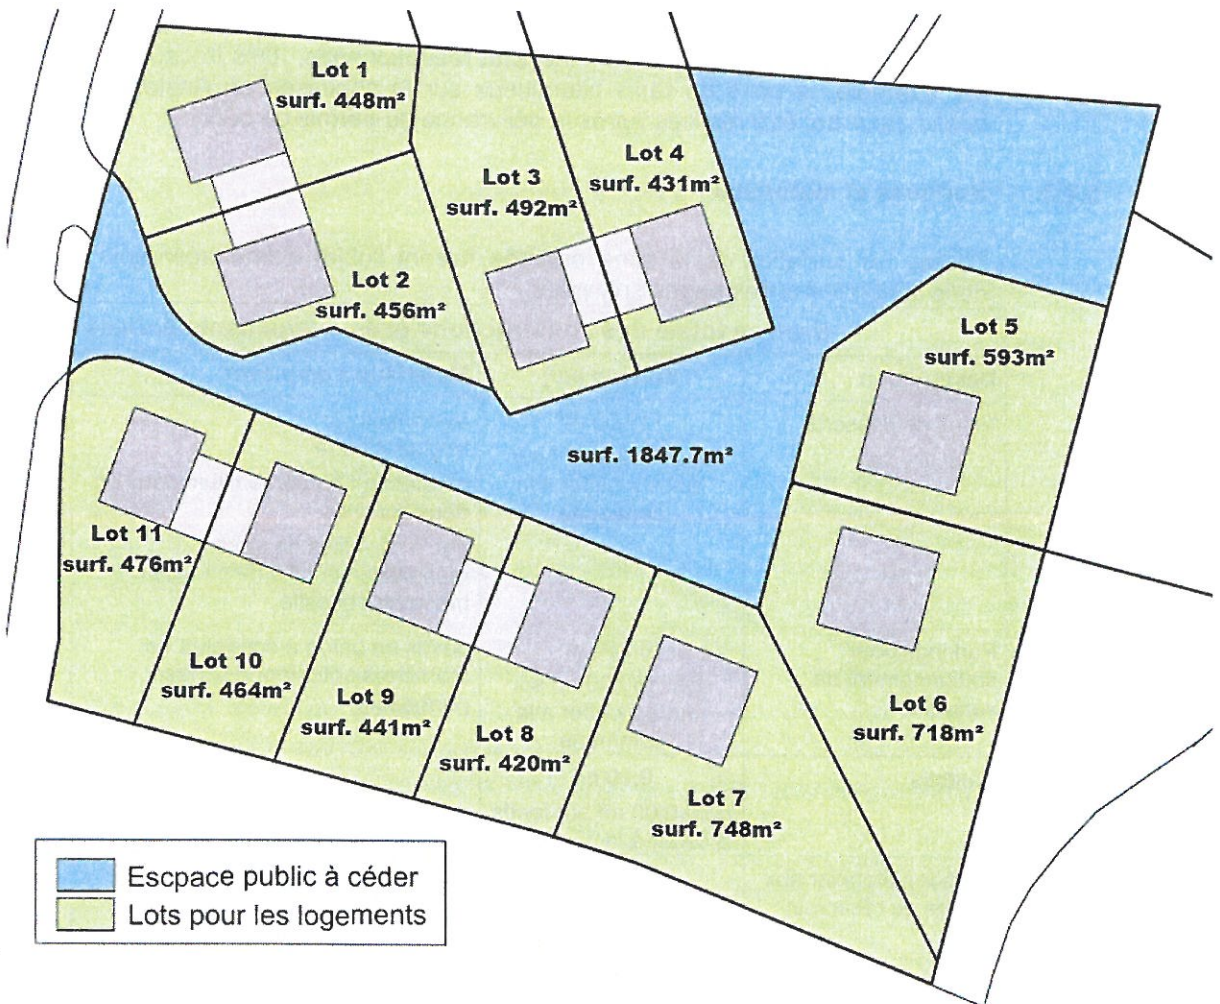 Lot 1
surf. 448m²
Lot 4
surf. 431m²
Lot 3
surf. 492m²
Lot 2
surf. 456m²
Lot 5
surf. 593m²
surf. 1847.7m²
Lot 11
surf. 476m²
Lot 10
surf. 464m²
Lot 9
surf. 441m²
Lot 8
surf. 420m²
Lot 6
surf. 718m²
Lot 7
surf. 748m²
Escpace public à céder
Lots pour les logements